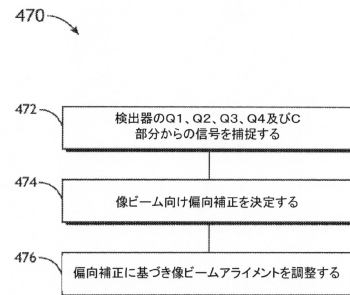 470
472
検出器のQ1、Q2、Q3、Q4及びC
部分からの信号を捕捉する
474
像ビーム向け偏向補正を決定する
476
偏向補正に基づき像ビームアライメントを調整する